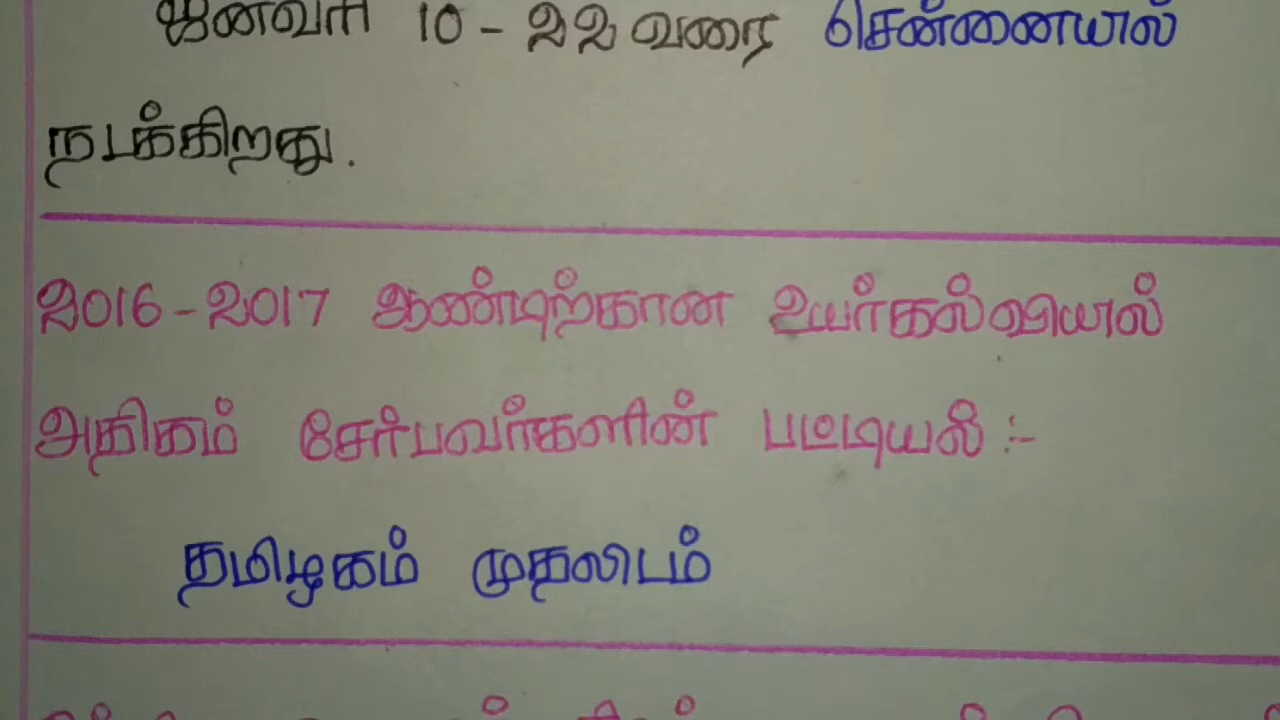 ஜனவரி 10 - 22 வரை சென்னையில்
நடக்கிறது.
2016 - 2017 ஆண்டிற்கான உயர்கல்வியில்
அதிகம் சேர்பவர்களின் பட்டியலி :-
தமிழகம் முதலிடம்